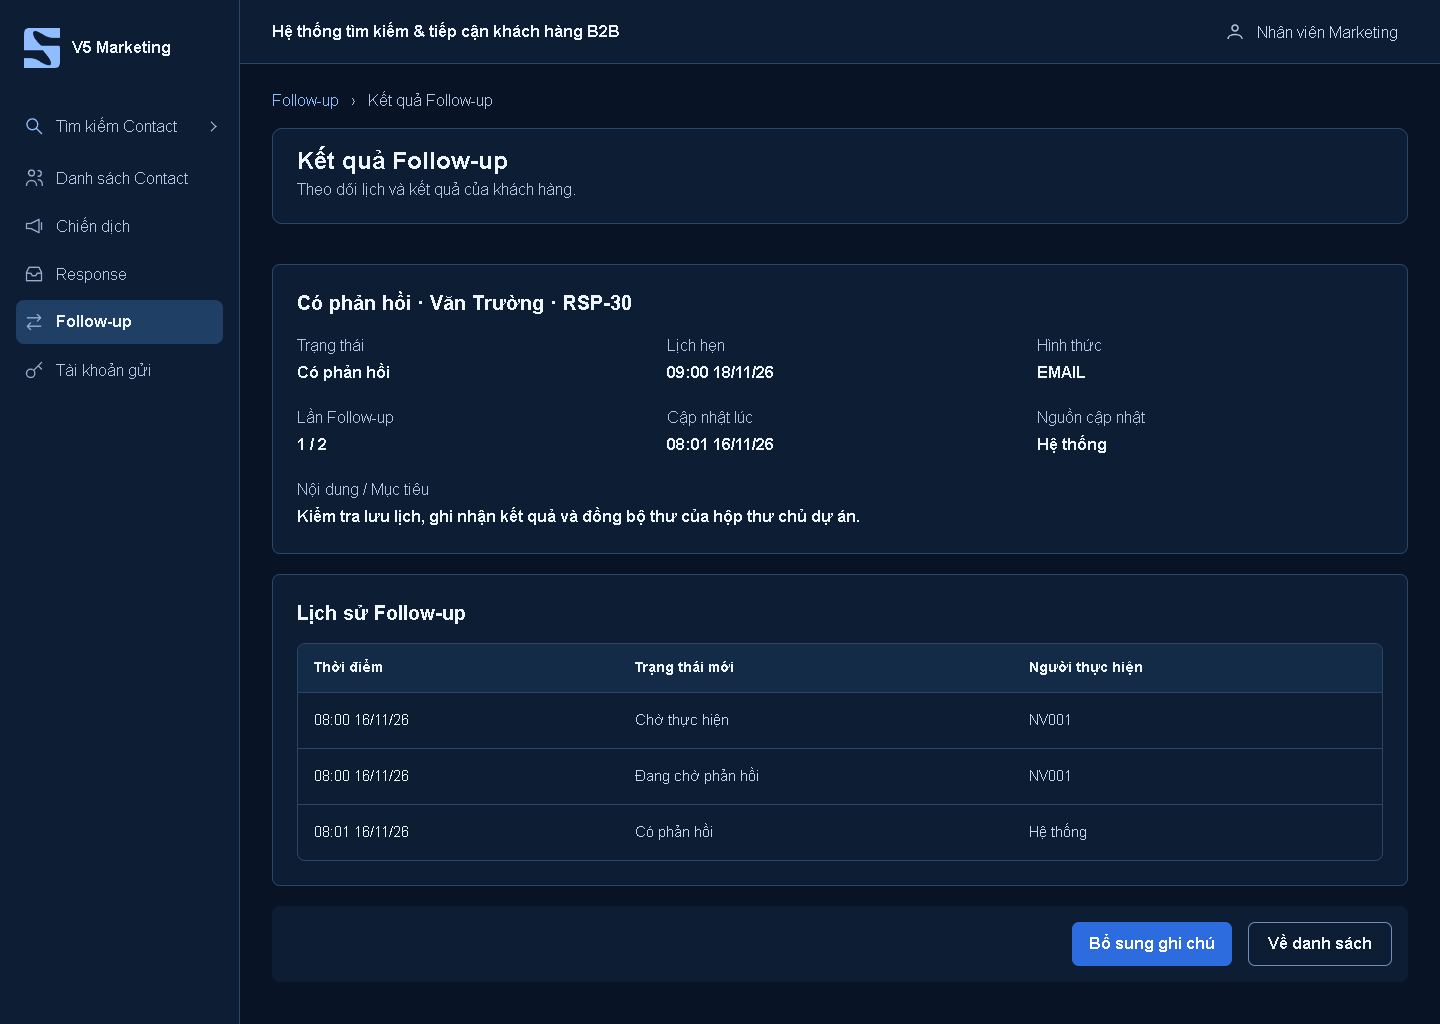 V5 Marketing
Hệ thống tìm kiếm & tiếp cận khách hàng B2B
Nhân viên Marketing
Tìm kiếm Contact
Danh sách Contact
Chiến dịch
Response
Follow-up
Tài khoản gửi
Follow-up › Kết quả Follow-up
Kết quả Follow-up
Theo dõi lịch và kết quả của khách hàng.
Có phản hồi · Văn Trường · RSP-30
Trạng thái Lịch hẹn Hình thức
Có phản hồi 09:00 18/11/26 EMAIL
Lần Follow-up Cập nhật lúc Nguồn cập nhật
1 / 2 08:01 16/11/26 Hệ thống
Nội dung / Mục tiêu
Kiểm tra lưu lịch, ghi nhận kết quả và đồng bộ thư của hộp thư chủ dự án.
Lịch sử Follow-up
Thời điểm Trạng thái mới Người thực hiện
08:00 16/11/26 Chờ thực hiện NV001
08:00 16/11/26 Đang chờ phản hồi NV001
08:01 16/11/26 Có phản hồi Hệ thống
Bổ sung ghi chú Về danh sách